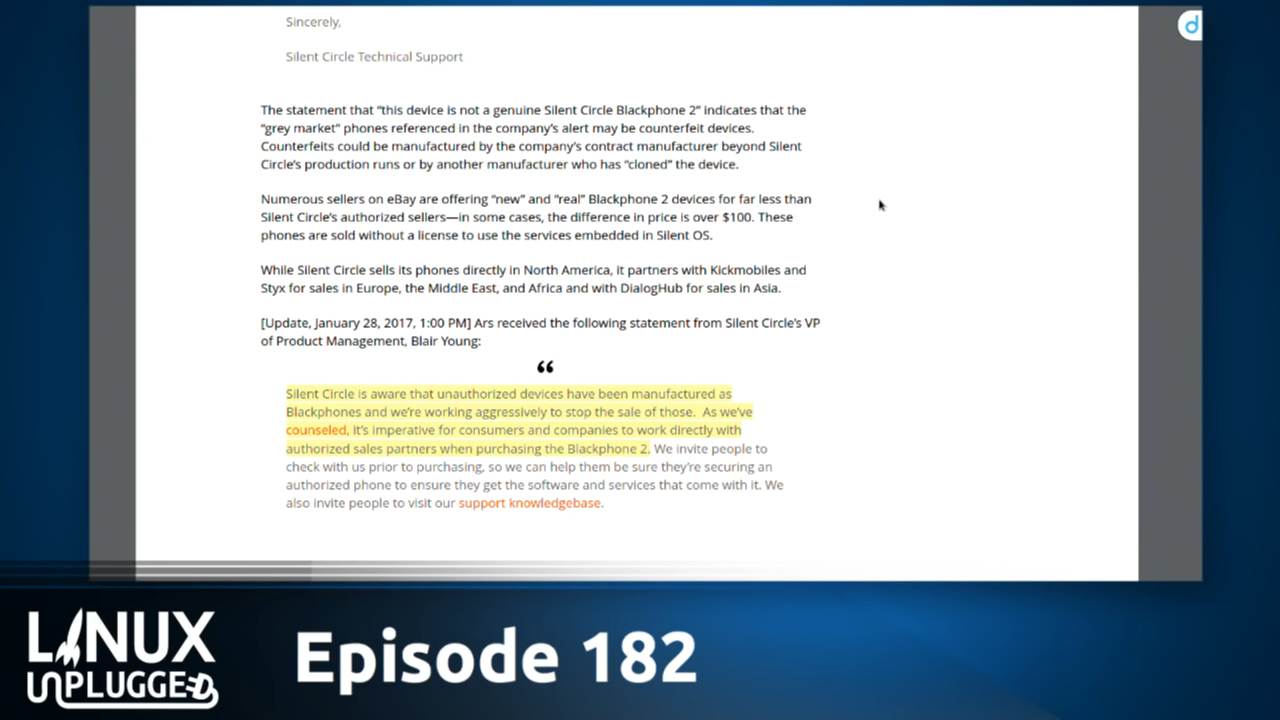 Sincerely,
Silent Circle Technical Support
The statement that “this device is not a genuine Silent Circle Blackphone 2” indicates that the
“grey market” phones referenced in the company’s alert may be counterfeit devices.
Counterfeits could be manufactured by the company’s contract manufacturer beyond Silent
Circle’s production runs or by another manufacturer who has “cloned” the device.
Numerous sellers on eBay are offering “new” and “real” Blackphone 2 devices for far less than
Silent Circle’s authorized sellers—in some cases, the difference in price is over $100. These
phones are sold without a license to use the services embedded in Silent OS.
While Silent Circle sells its phones directly in North America, it partners with Kickmobiles and
Styx for sales in Europe, the Middle East, and Africa and with DialogHub for sales in Asia.
[Update, January 28, 2017, 1:00 PM] Ars received the following statement from Silent Circle’s VP
of Product Management, Blair Young:
“
Silent Circle is aware that unauthorized devices have been manufactured as
Blackphones and we’re working aggressively to stop the sale of those. As we’ve
counseled, it’s imperative for consumers and companies to work directly with
authorized sales partners when purchasing the Blackphone 2. We invite people to
check with us prior to purchasing, so we can help them be sure they’re securing an
authorized phone to ensure they get the software and services that come with it. We
also invite people to visit our support knowledgebase.
d
LINUX
UNPLUGGED
Episode 182